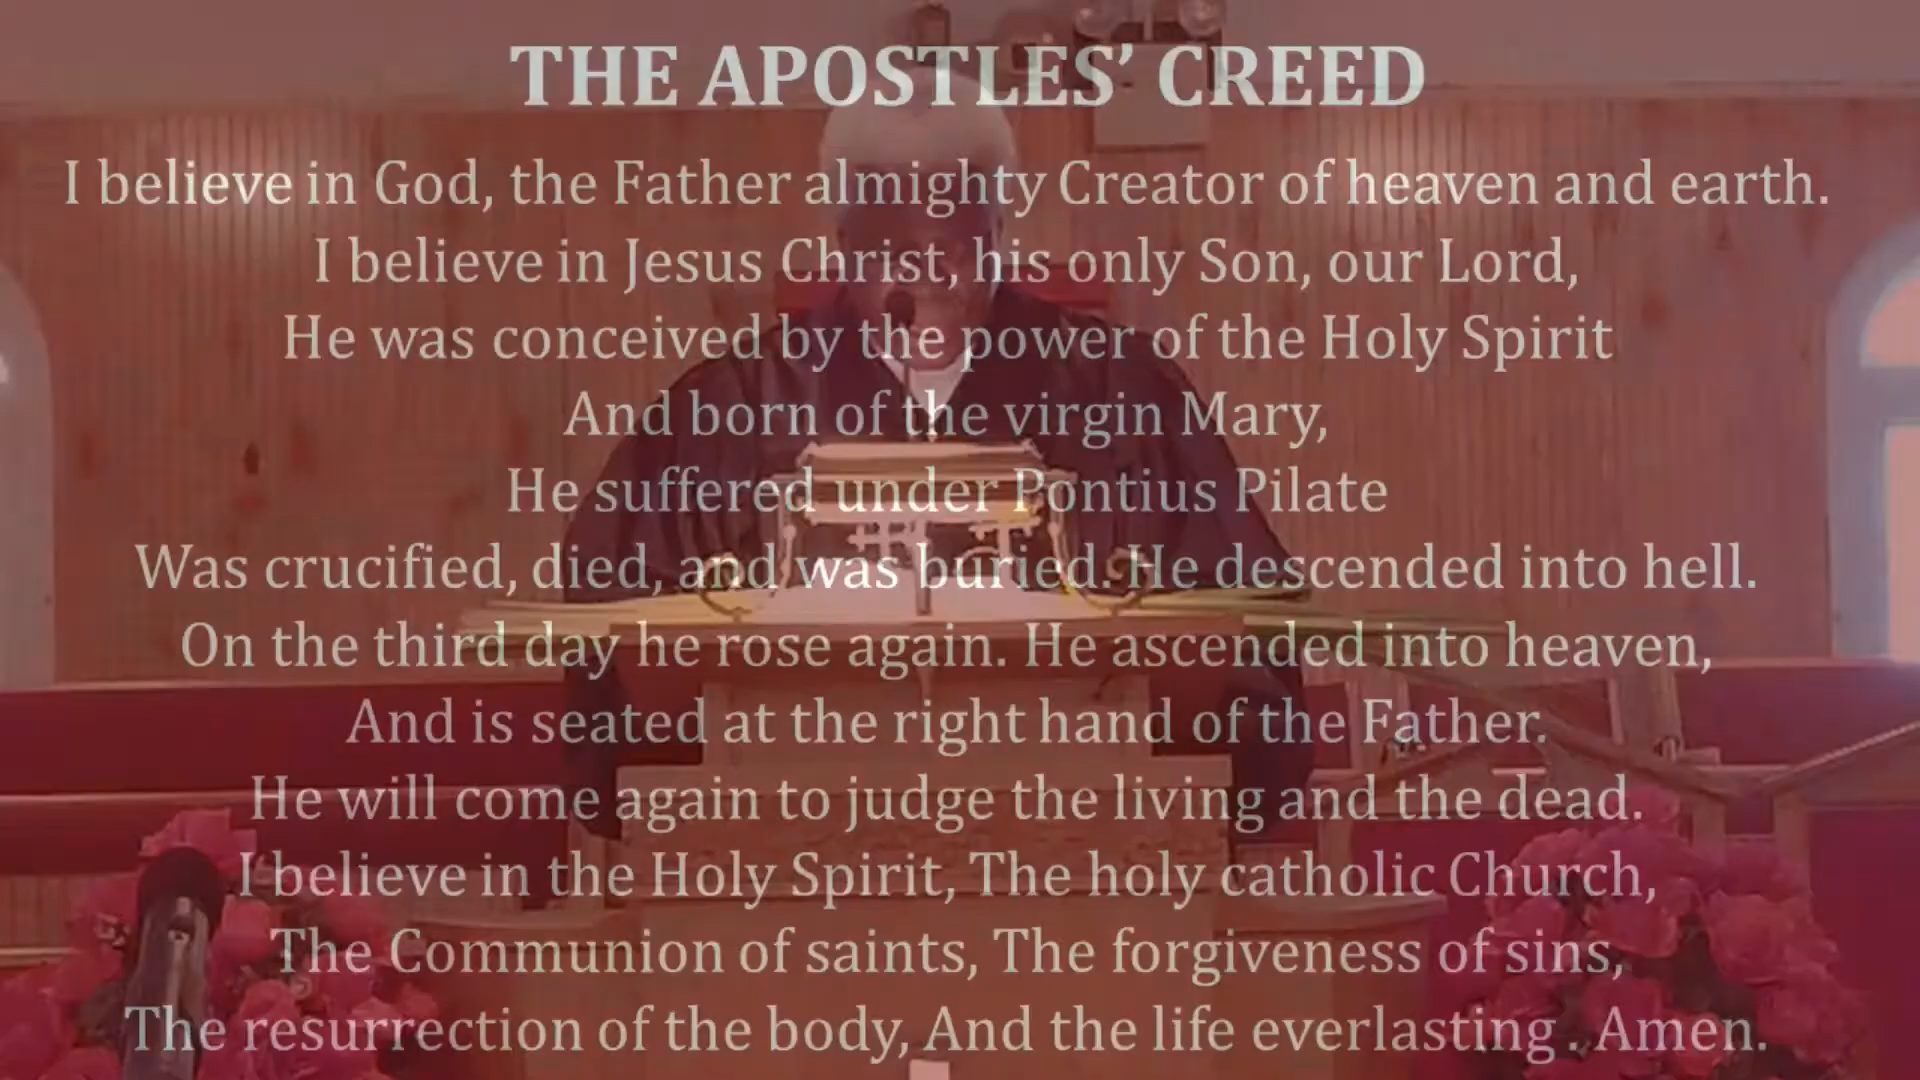 THE APOSTLES’ CREED
I believe in God, the Father almighty Creator of heaven and earth.
I believe in Jesus Christ, his only Son, our Lord,
He was conceived by the power of the Holy Spirit
And born of the virgin Mary,
He suffered under Pontius Pilate
Was crucified, died, and was buried. He descended into hell.
On the third day he rose again. He ascended into heaven,
And is seated at the right hand of the Father.
He will come again to judge the living and the dead.
I believe in the Holy Spirit, The holy catholic Church,
The Communion of saints, The forgiveness of sins,
The resurrection of the body, And the life everlasting . Amen.